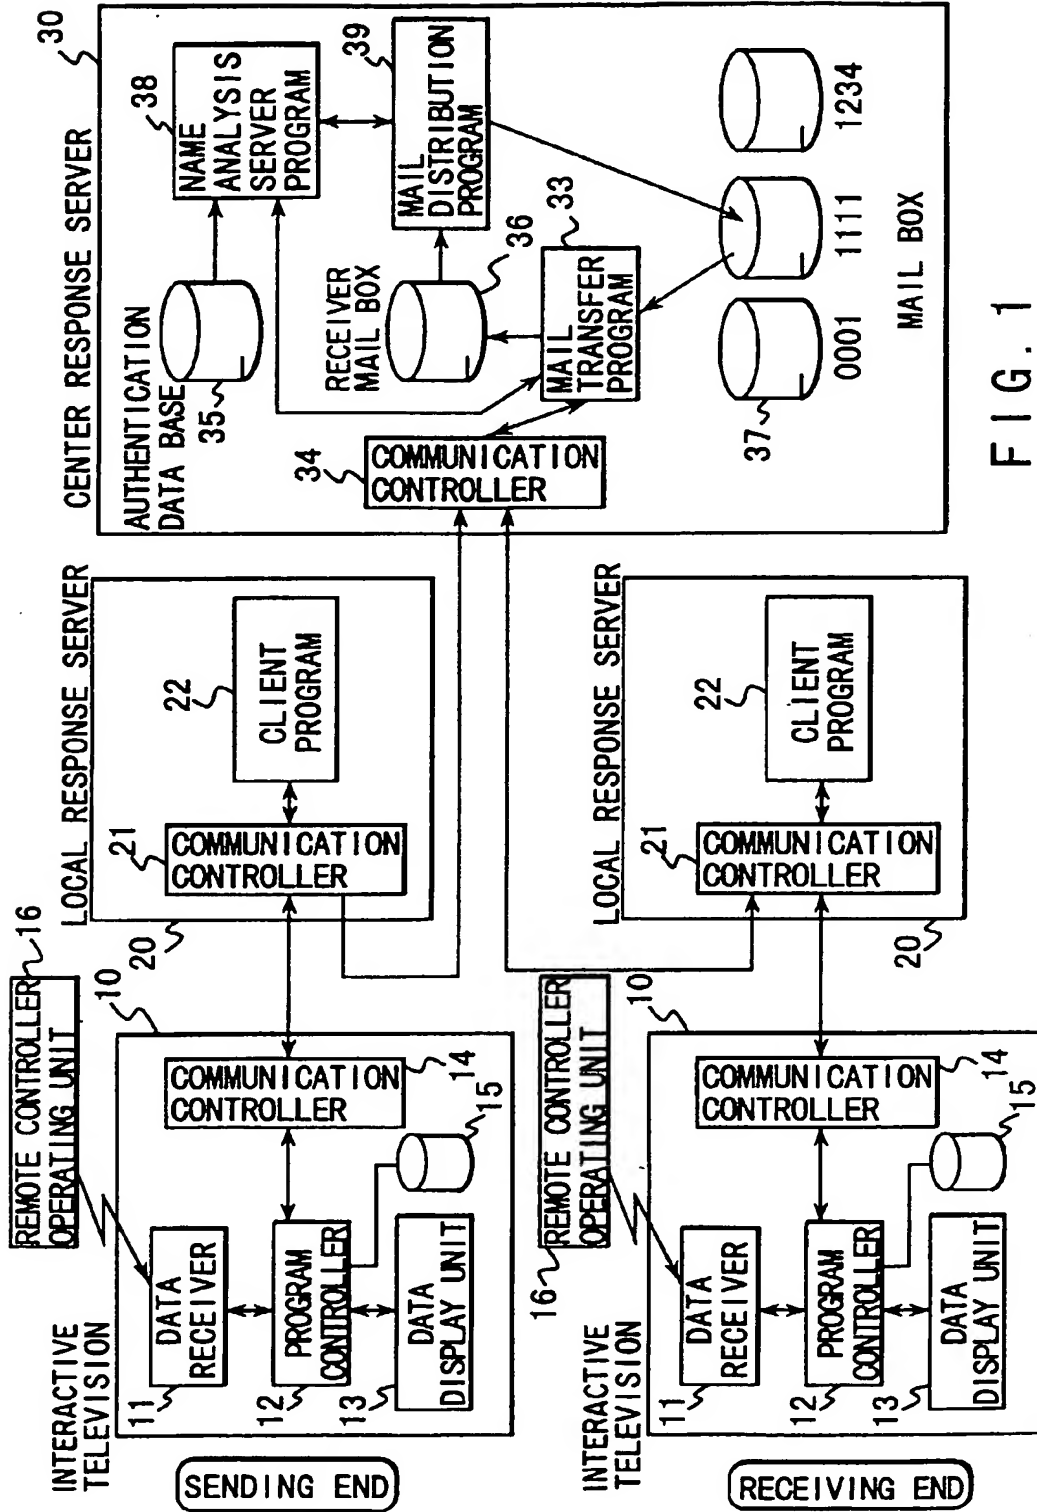 SENDING END
INTERACTIVE
TELEVISION
REMOTE CONTROLLER
OPERATING UNIT
16
10
DATA
RECEIVER
11
PROGRAM
CONTROLLER
12
DATA
DISPLAY UNIT
13
COMMUNICATION
CONTROLLER
14
15
LOCAL RESPONSE SERVER
20
COMMUNICATION
CONTROLLER
21
CLIENT
PROGRAM
22
RECEIVING END
INTERACTIVE
TELEVISION
REMOTE CONTROLLER
OPERATING UNIT
16
10
DATA
RECEIVER
11
PROGRAM
CONTROLLER
12
DATA
DISPLAY UNIT
13
COMMUNICATION
CONTROLLER
14
15
LOCAL RESPONSE SERVER
20
COMMUNICATION
CONTROLLER
21
CLIENT
PROGRAM
22
CENTER RESPONSE SERVER
30
AUTHENTICATION
DATA BASE
35
NAME
ANALYSIS
SERVER
PROGRAM
38
RECEIVER
MAIL BOX
36
MAIL
DISTRIBUTION
PROGRAM
39
COMMUNICATION
CONTROLLER
34
MAIL
TRANSFER
PROGRAM
33
37
0001
1111
1234
MAIL BOX
FIG. 1